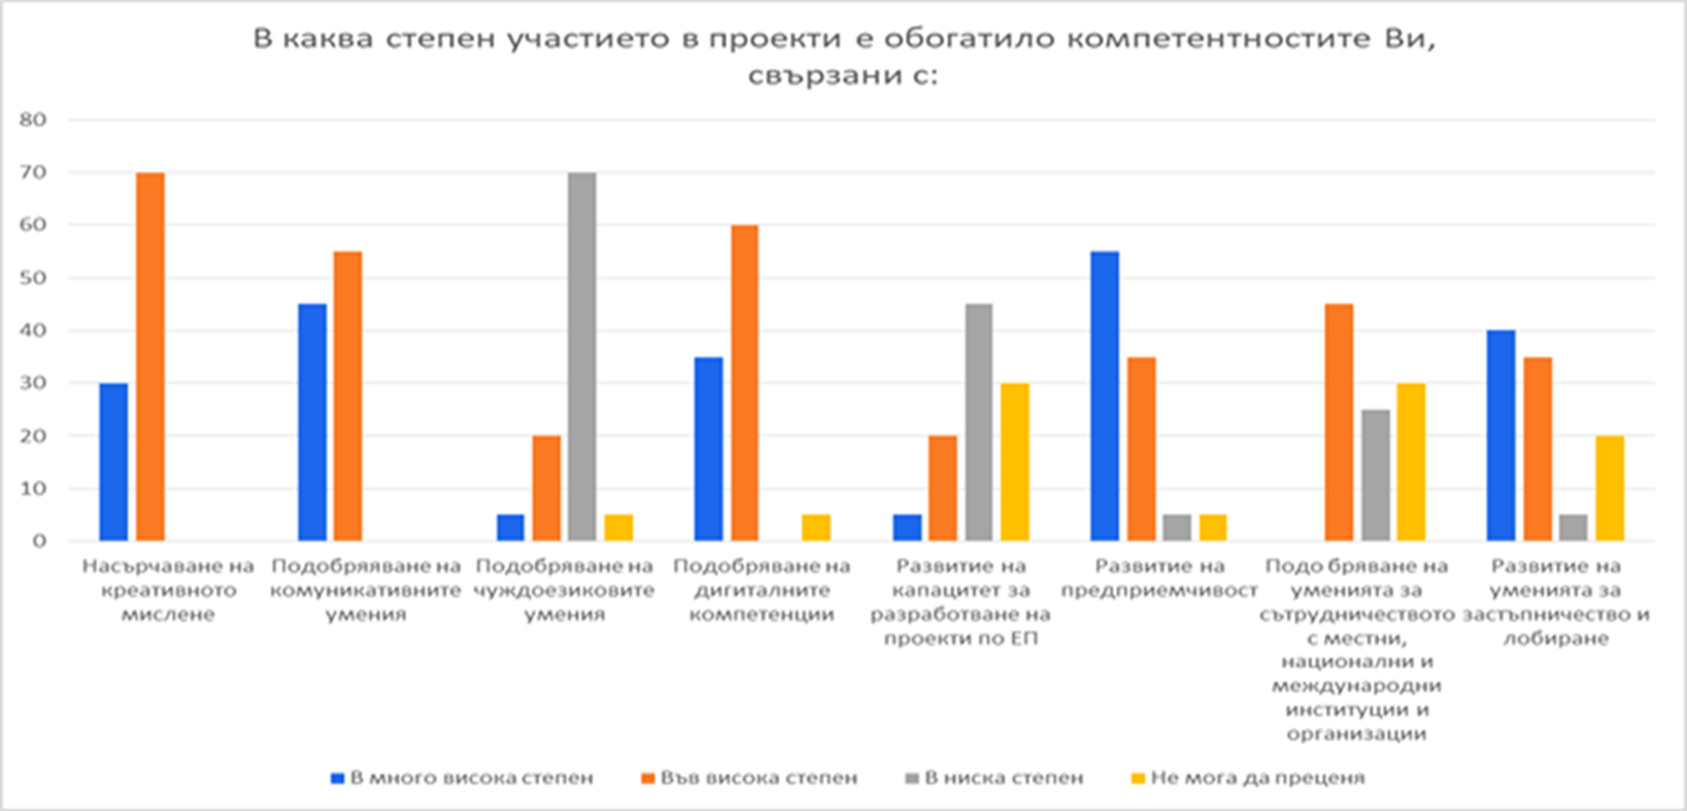 В каква степен участието в проекти е обогатило компетентностите Ви,
свързани с:
80
70
60
50
40
30
20
10
0
Насърчаване на
креативното
мислене
Подобряяване на
комуникативните
умения
Подобряване на
чуждоезиковите
умения
Подобряване на
дигиталните
компетенции
Развитие на
капацитет за
разработване на
проекти по ЕП
Развитие на
предприемчивост
Подо бряване на
уменията за
сътрудничеството
с местни,
национални и
международни
институции и
организации
Развитие на
уменията за
застъпничество и
лобиране
В много висока степен
Във висока степен
В ниска степен
Не мога да преценя